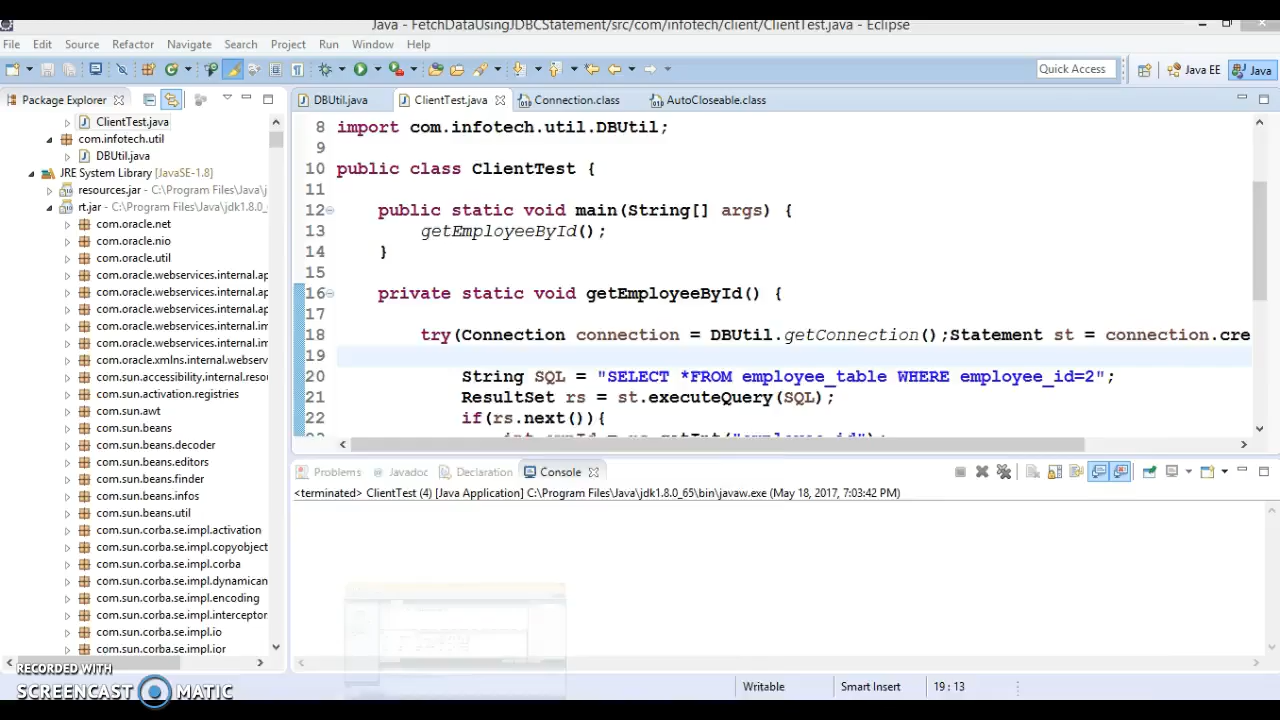 Java - FetchDataUsingJDBCStatement/src/com/infotech/client/ClientTest.java - Eclipse
File Edit Source Refactor Navigate Search Project Run Window Help
Quick Access Java EE Java
Package Explorer
ClientTest.java
com.infotech.util
DBUtil.java
JRE System Library [JavaSE-1.8]
resources.jar - C:\Program Files\Java\j
rt.jar - C:\Program Files\Java\jdk1.8.0_
com.oracle.net
com.oracle.nio
com.oracle.util
com.oracle.webservices.internal.ap
com.oracle.webservices.internal.ap
com.oracle.webservices.internal.ap
com.oracle.webservices.internal.im
com.oracle.webservices.internal.im
com.oracle.xmlns.internal.webserv
com.sun.accessibility.internal.reso
com.sun.activation.registries
com.sun.awt
com.sun.beans
com.sun.beans.decoder
com.sun.beans.editors
com.sun.beans.finder
com.sun.beans.infos
com.sun.beans.util
com.sun.corba.se.impl.activation
com.sun.corba.se.impl.copyobject
com.sun.corba.se.impl.corba
com.sun.corba.se.impl.dynamican
com.sun.corba.se.impl.encoding
com.sun.corba.se.impl.interceptor
com.sun.corba.se.impl.io
com.sun.corba.se.impl.ior
DBUtil.java ClientTest.java Connection.class AutoCloseable.class
8 import com.infotech.util.DBUtil;
9
10 public class ClientTest {
11
12 public static void main(String[] args) {
13 getEmployeeById();
14 }
15
16 private static void getEmployeeById() {
17
18 try(Connection connection = DBUtil.getConnection();Statement st = connection.cre
19
20 String SQL = "SELECT *FROM employee_table WHERE employee_id=2";
21 ResultSet rs = st.executeQuery(SQL);
22 if(rs.next()){
Problems Javadoc Declaration Console
<terminated> ClientTest (4) [Java Application] C:\Program Files\Java\jdk1.8.0_65\bin\javaw.exe (May 18, 2017, 7:03:42 PM)
RECORDED WITH
SCREENCAST MATIC
Writable Smart Insert 19 : 13